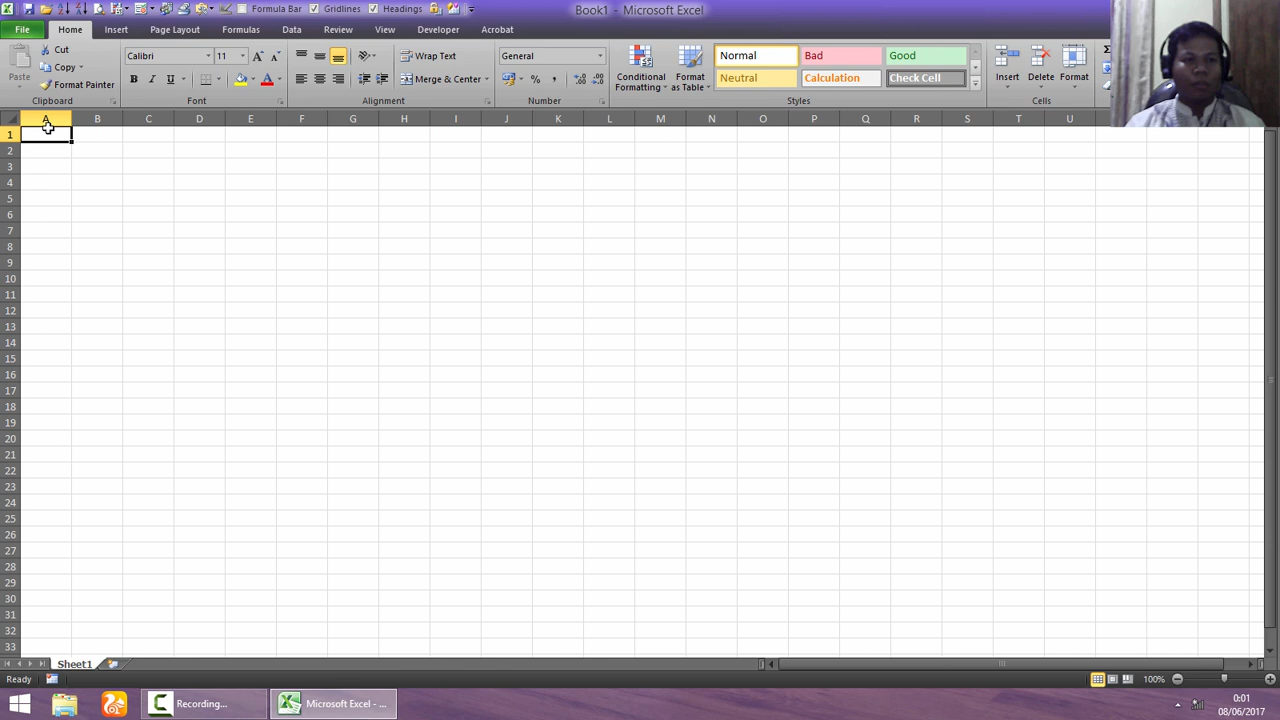 Formula Bar Gridlines Headings
Book1 - Microsoft Excel
File Home Insert Page Layout Formulas Data Review View Developer Acrobat
Paste
Cut
Copy
Format Painter
Clipboard
Calibri 11
B I U A
Font
Wrap Text
Merge & Center
Alignment
General
%
Number
Conditional Formatting
Format as Table
Normal Bad Good
Neutral Calculation Check Cell
Styles
Insert Delete Format
Cells
A B C D E F G H I J K L M N O P Q R S T U
1
2
3
4
5
6
7
8
9
10
11
12
13
14
15
16
17
18
19
20
21
22
23
24
25
26
27
28
29
30
31
32
33
Sheet1
Ready
100%
Recording...
Microsoft Excel - ...
0:01
08/06/2017